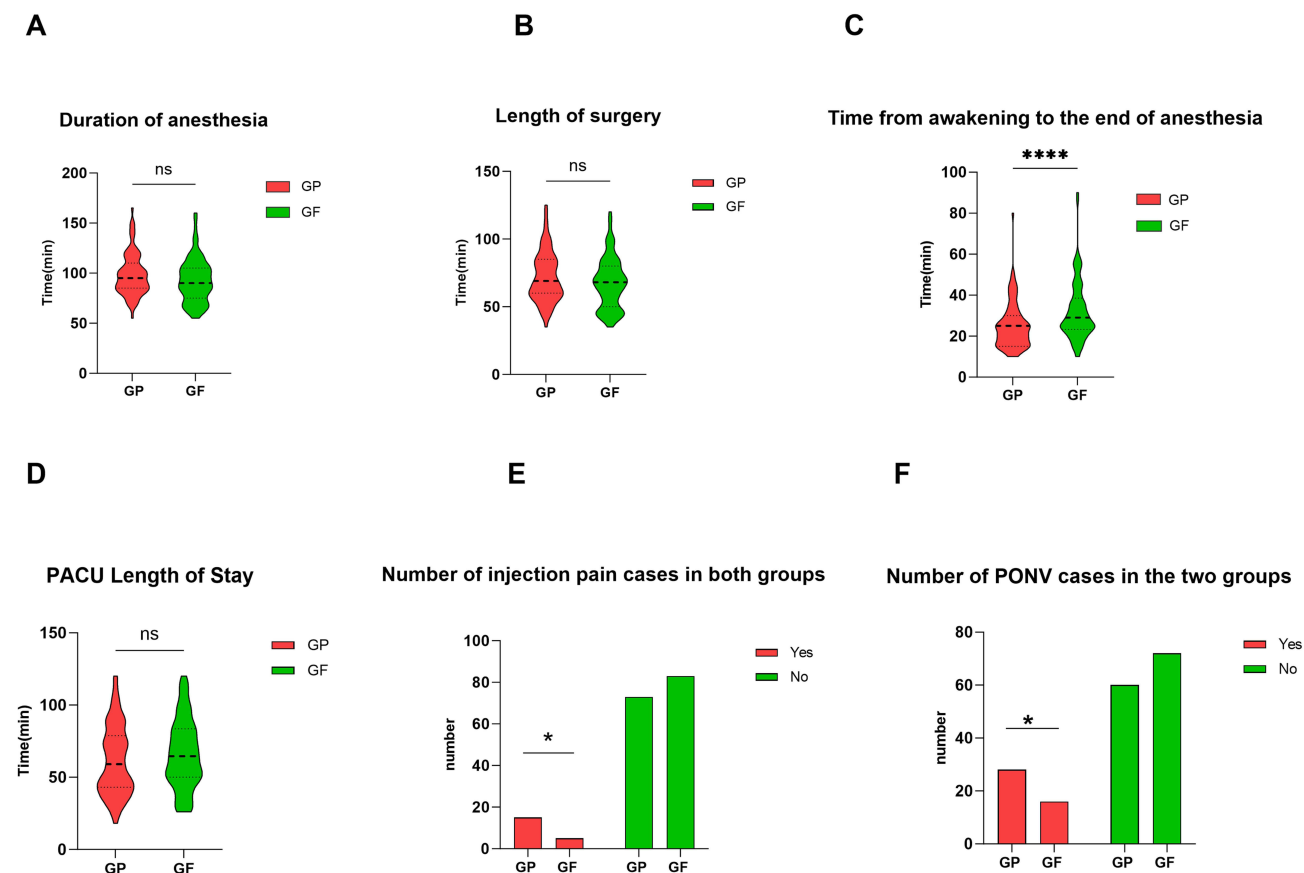 A
B
C
Duration of anesthesia
Length of surgery
Time from awakening to the end of anesthesia
200
150
100
50
0
Time(min)
ns
GP
GF
GP
GF
150
100
50
0
Time(min)
ns
GP
GF
GP
GF
100
80
60
40
20
0
Time(min)
****
GP
GF
GP
GF
D
E
F
PACU Length of Stay
Number of injection pain cases in both groups
Number of PONV cases in the two groups
150
100
50
0
Time(min)
ns
GP
GF
GP
GF
100
80
60
40
20
0
number
*
GP
GF
GP
GF
Yes
No
80
60
40
20
0
number
*
GP
GF
GP
GF
Yes
No